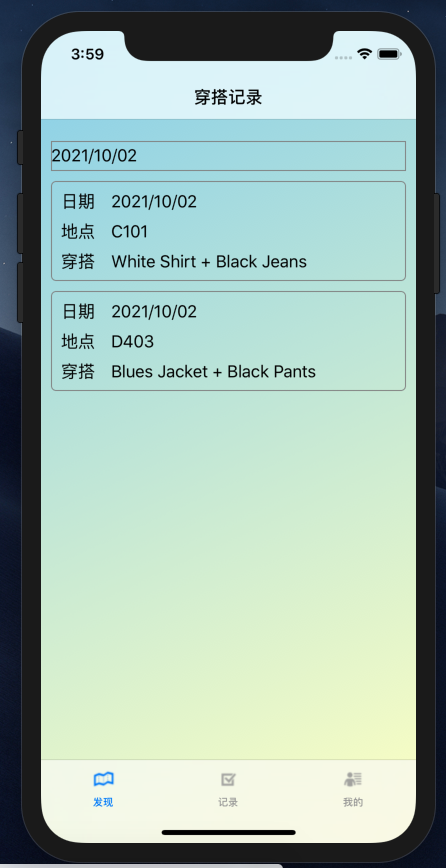 3:59
穿搭记录
2021/10/02
日期 2021/10/02
地点 C101
穿搭 White Shirt + Black Jeans
日期 2021/10/02
地点 D403
穿搭 Blues Jacket + Black Pants
发现 记录 我的